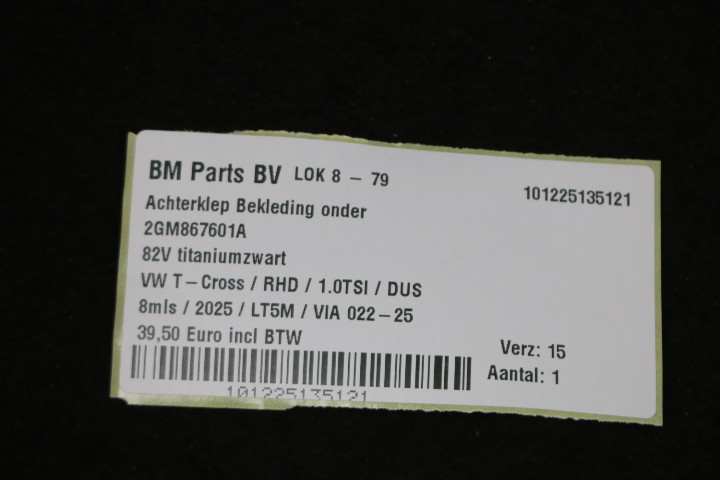 BM Parts BV LOK 8 - 79
101225135121
Achterklep Bekleding onder
2GM867601A
82V titaniumzwart
VW T-Cross / RHD / 1.0TSI / DUS
8mls / 2025 / LT5M / VIA 022-25
39,50 Euro incl BTW
Verz: 15
Aantal: 1
101225135121